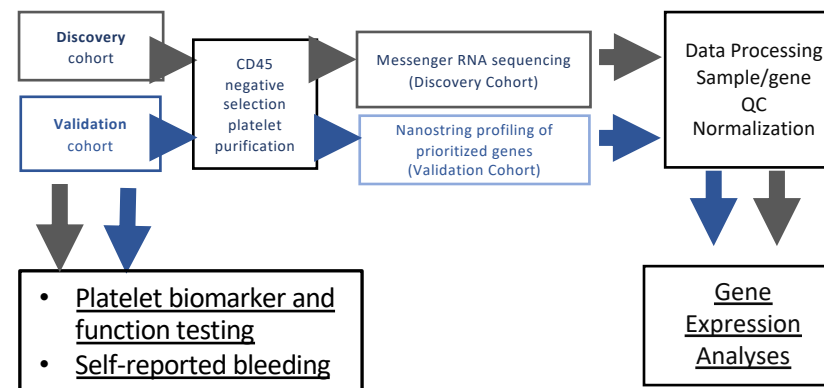 Discovery
cohort
Validation
cohort
CD45
negative
selection
platelet
purification
Messenger RNA sequencing
(Discovery Cohort)
Nanostring profiling of
prioritized genes
(Validation Cohort)
Data Processing
Sample/gene
QC
Normalization
• Platelet biomarker and
function testing
• Self-reported bleeding
Gene
Expression
Analyses